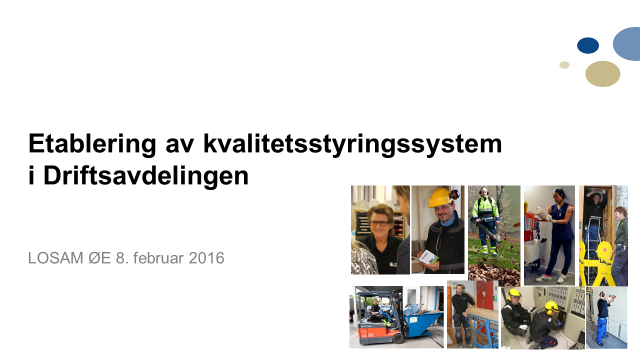 Etablering av kvalitetsstyringssystem
i Driftsavdelingen
LOSAM ØE 8. februar 2016